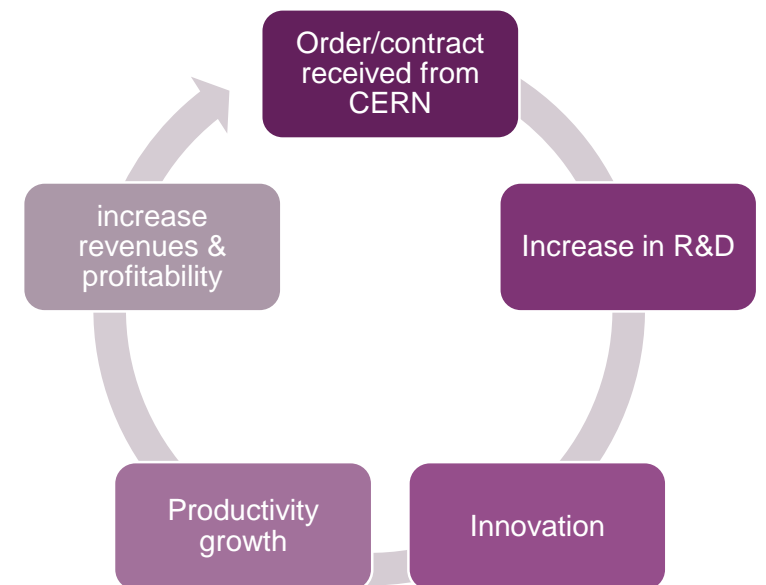 Order/contract
received from
CERN
Increase in R&D
Innovation
Productivity
growth
increase
revenues &
profitability